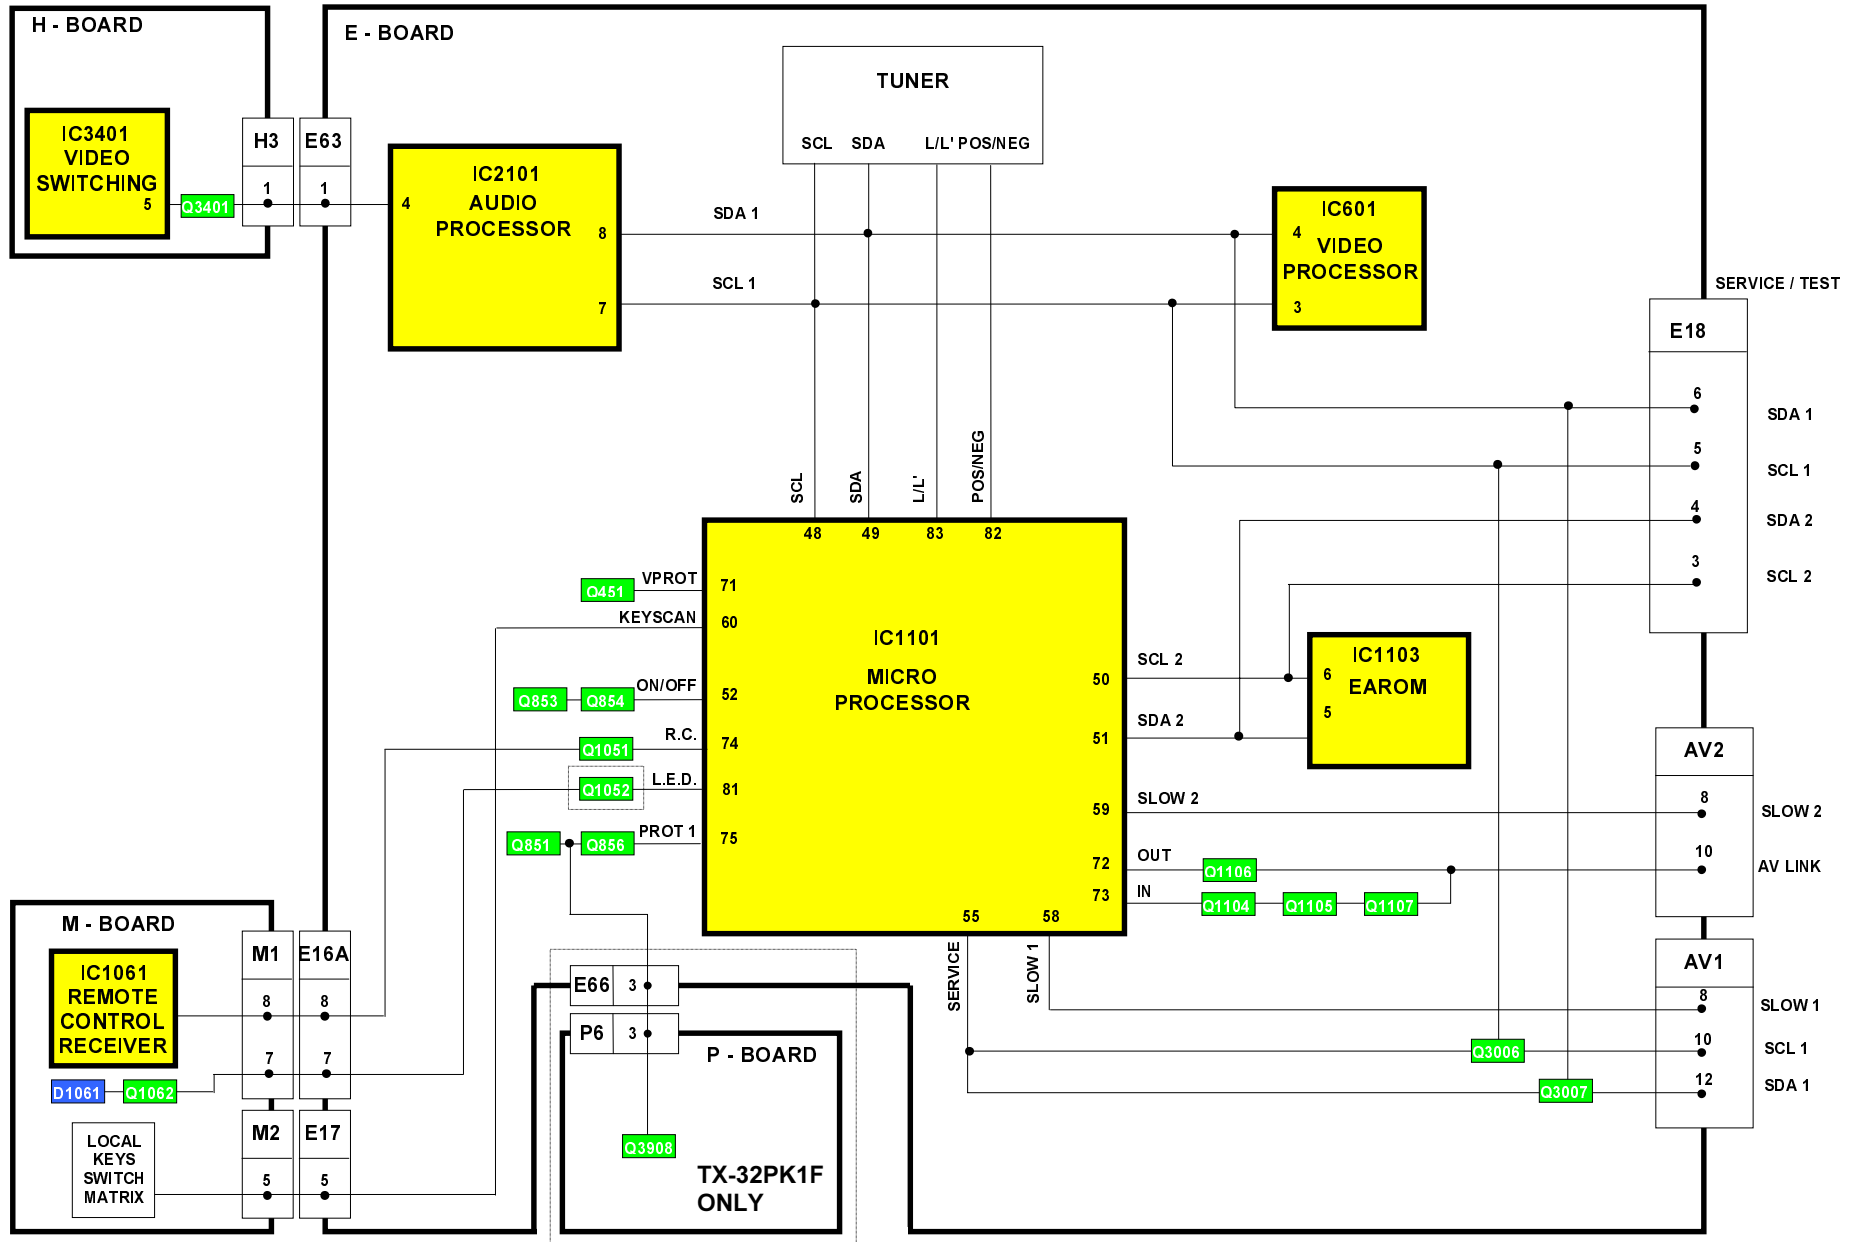 H - BOARD
E - BOARD
TUNER
SCL SDA L/L' POS/NEG
IC3401
VIDEO
SWITCHING
5
Q3401
H3
1
E63
1
IC2101
AUDIO
PROCESSOR
4
8
7
SDA 1
SCL 1
IC601
VIDEO
PROCESSOR
4
3
SERVICE / TEST
E18
6
SDA 1
5
SCL 1
4
SDA 2
3
SCL 2
SCL
SDA
L/L'
POS/NEG
48 49 83 82
IC1101
MICRO
PROCESSOR
Q451
VPROT
71
KEYSCAN
60
Q853
Q854
ON/OFF
52
Q1051
R.C.
74
Q1052
L.E.D.
81
Q851
Q856
PROT 1
75
50
SCL 2
51
SDA 2
IC1103
EAROM
6
5
59
SLOW 2
72
OUT
Q1106
73
IN
Q1104
Q1105
Q1107
55 58
SERVICE
SLOW 1
AV2
8
SLOW 2
10
AV LINK
AV1
8
SLOW 1
10
SCL 1
12
SDA 1
Q3006
Q3007
M - BOARD
IC1061
REMOTE
CONTROL
RECEIVER
D1061
Q1062
M1
8
7
E16A
8
7
LOCAL
KEYS
SWITCH
MATRIX
M2
5
E17
5
E66
3
P6
3
P - BOARD
Q3908
TX-32PK1F
ONLY